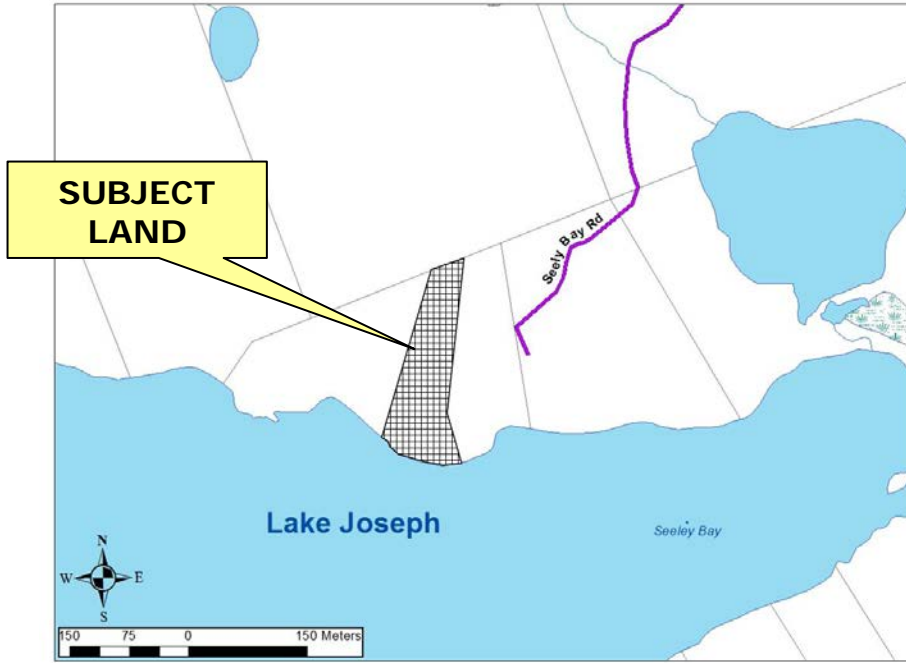 SUBJECT
LAND
Seely Bay Rd
Lake Joseph
Seeley Bay
N
W E
S
150 75 0 150 Meters